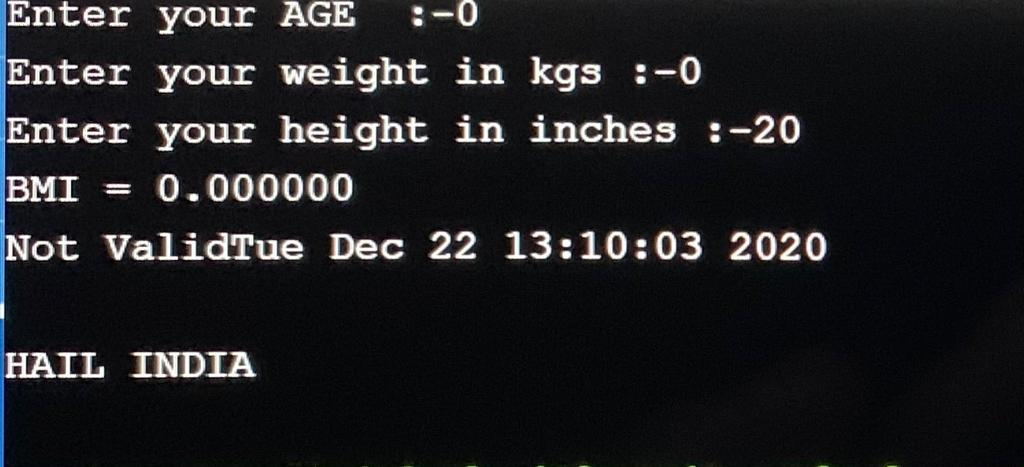 Enter your AGE  :-0
Enter your weight in kgs :-0
Enter your height in inches :-20
BMI = 0.000000
Not ValidTue Dec 22 13:10:03 2020
HAIL INDIA